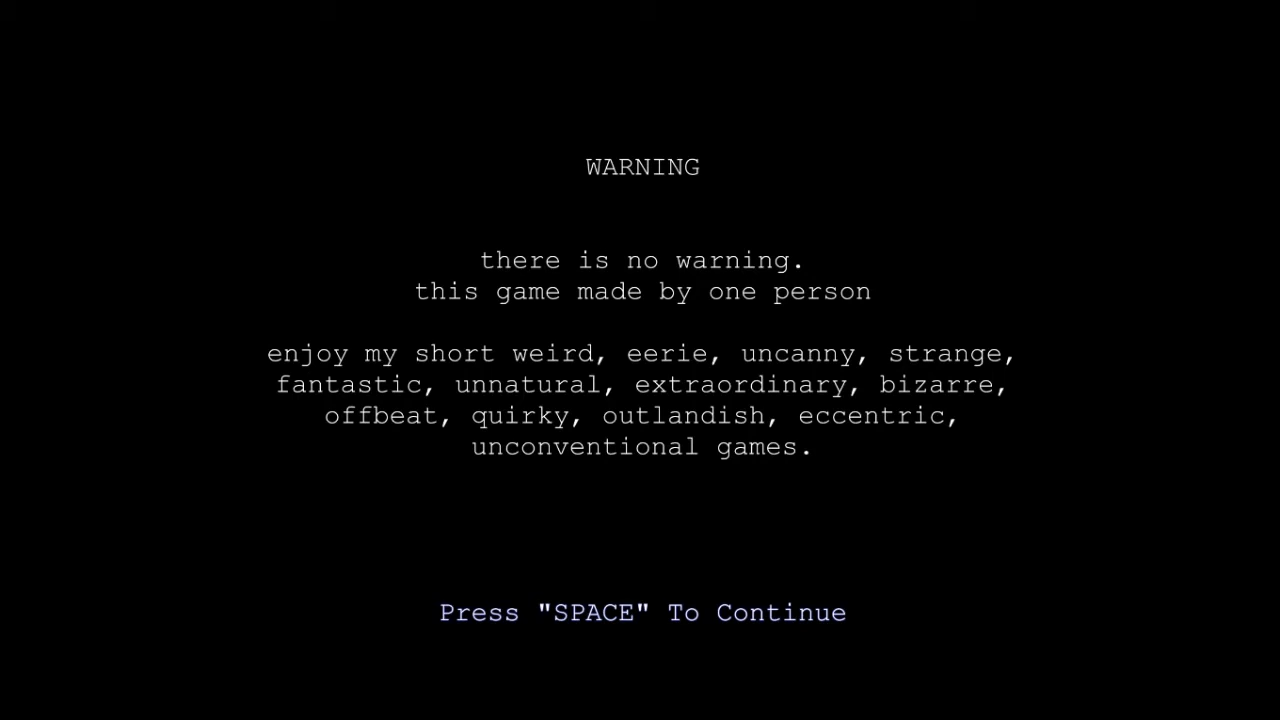 WARNING
there is no warning.
this game made by one person
enjoy my short weird, eerie, uncanny, strange,
fantastic, unnatural, extraordinary, bizarre,
offbeat, quirky, outlandish, eccentric,
unconventional games.
Press "SPACE" To Continue